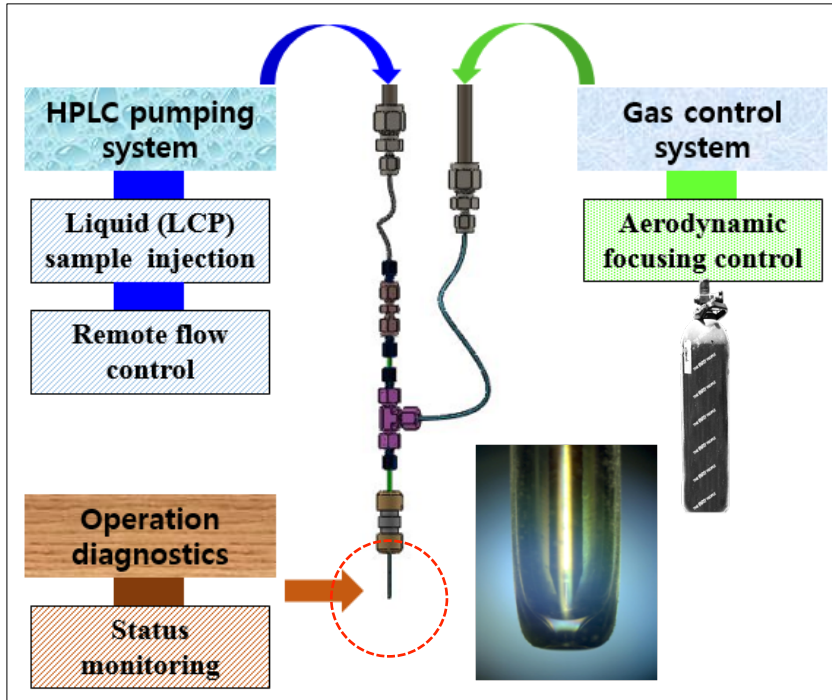 HPLC pumping
system
Liquid (LCP)
sample injection
Remote flow
control
Gas control
system
Aerodynamic
focusing control
Operation
diagnostics
Status
monitoring